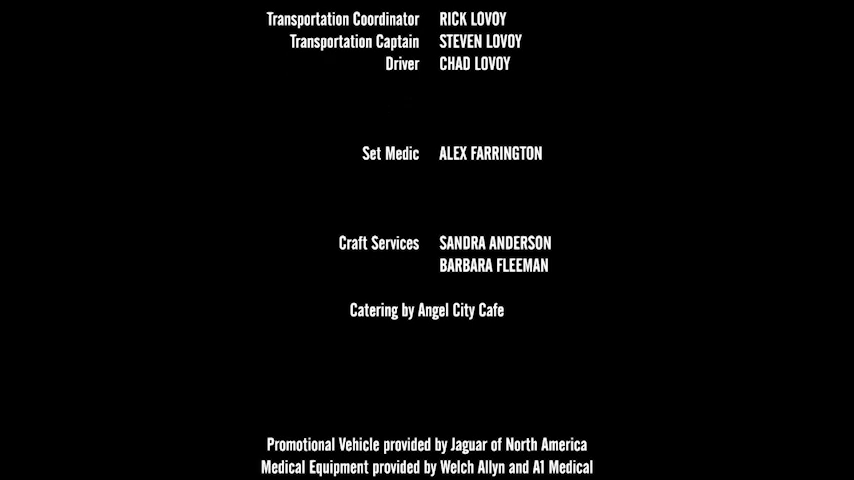 Transportation Coordinator RICK LOVOY
Transportation Captain STEVEN LOVOY
Driver CHAD LOVOY
Set Medic ALEX FARRINGTON
Craft Services SANDRA ANDERSON
BARBARA FLEEMAN
Catering by Angel City Cafe
Promotional Vehicle provided by Jaguar of North America
Medical Equipment provided by Welch Allyn and A1 Medical